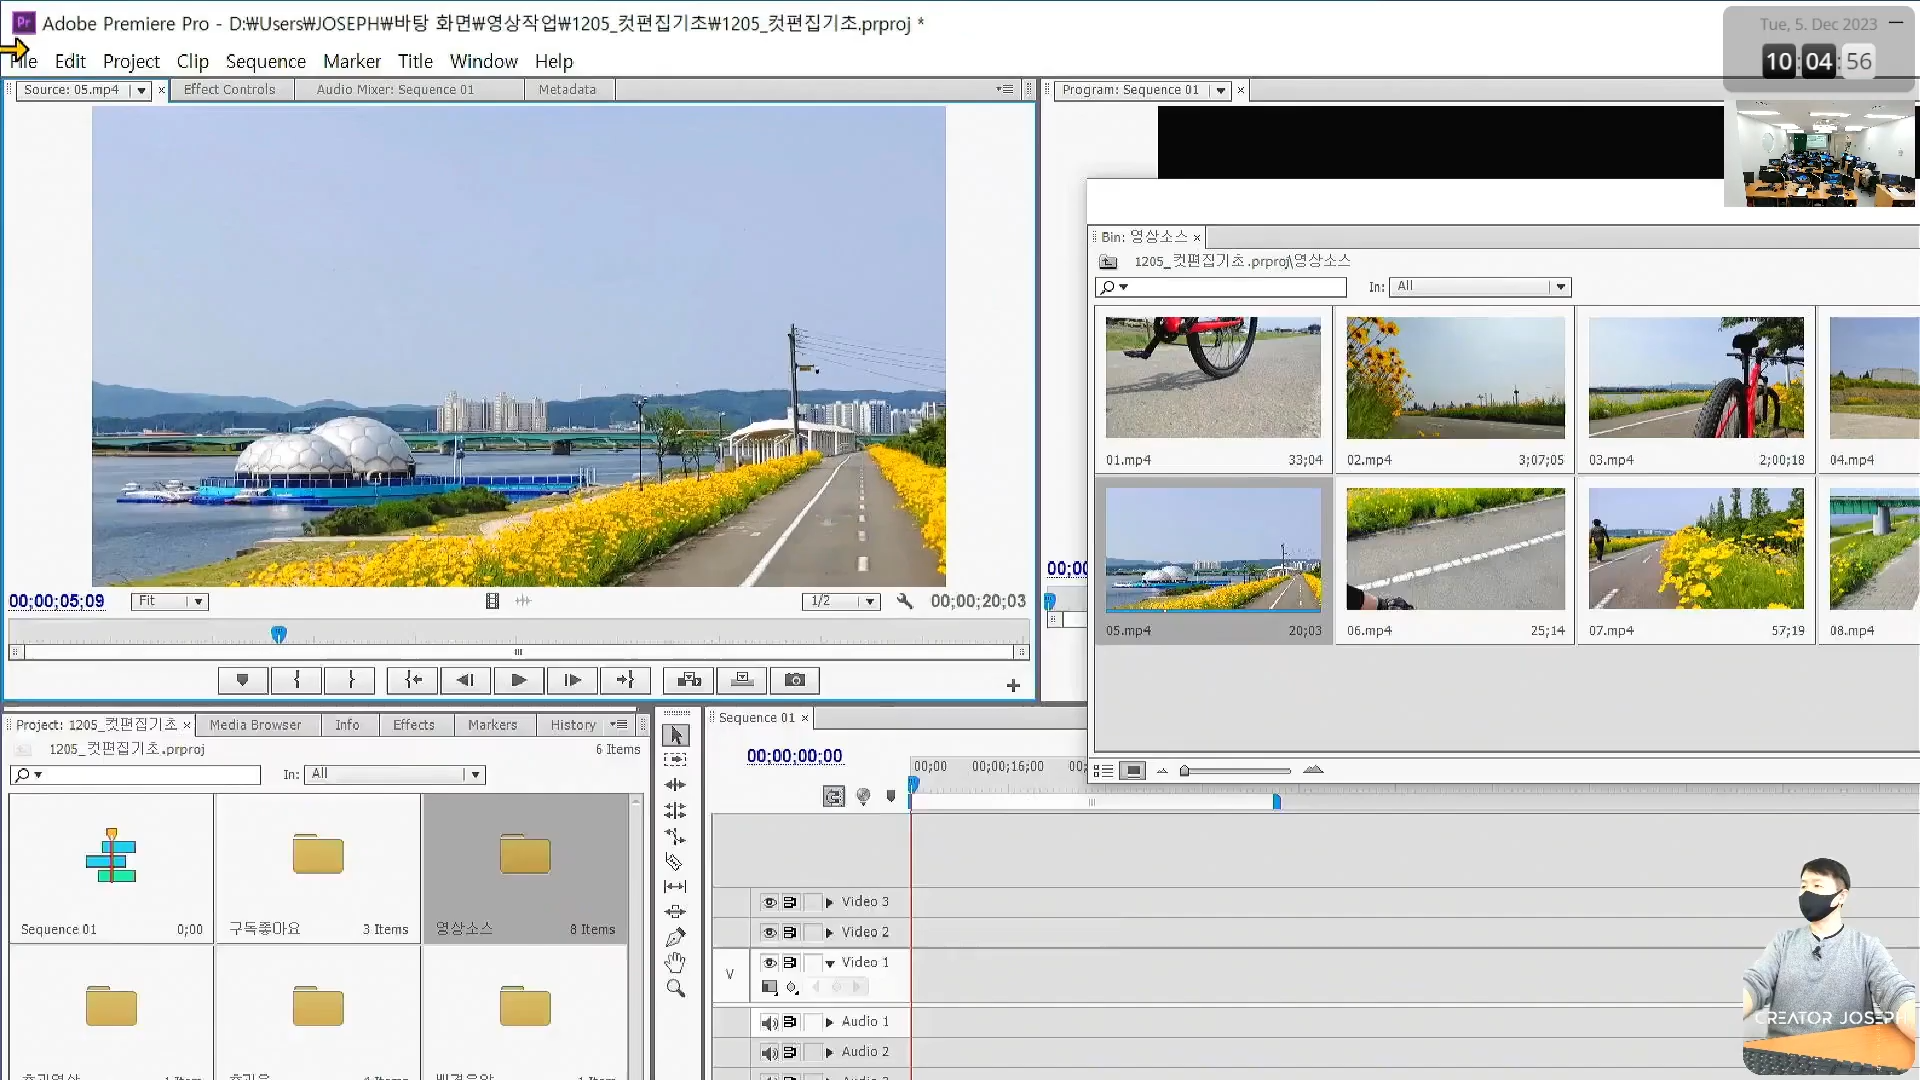 Adobe Premiere Pro - D:₩Users₩JOSEPH₩바탕 화면₩영상작업₩1205_컷편집기초₩1205_컷편집기초.prproj *
Tue, 5. Dec 2023
10:04:56
File Edit Project Clip Sequence Marker Title Window Help
Source: 05.mp4 × Effect Controls Audio Mixer: Sequence 01 Metadata
Program: Sequence 01 ×
Bin: 영상소스 ×
1205_컷편집기초.prproj\영상소스
In: All
01.mp4 33;04
02.mp4 3;07;05
03.mp4 2;00;18
04.mp4
05.mp4 20;03
06.mp4 25;14
07.mp4 57;19
08.mp4
00;00;05;09 Fit 1/2 00;00;20;03
Project: 1205_컷편집기초 × Media Browser Info Effects Markers History
1205_컷편집기초.prproj 6 Items
In: All
Sequence 01 0;00
구독좋아요 3 Items
영상소스 8 Items
Sequence 01 ×
00;00;00;00
00;00 00;00;16;00
Video 3
Video 2
V Video 1
Audio 1
Audio 2
CREATOR JOSEPH